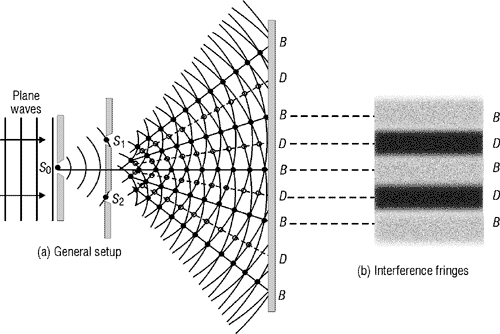 Plane
waves
S0
S1
S2
(a) General setup
B
D
B
D
B
D
B
D
B
B
D
B
D
B
(b) Interference fringes